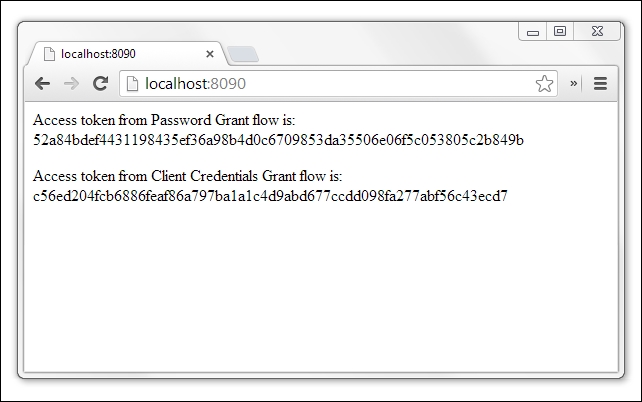 localhost:8090
localhost:8090
Access token from Password Grant flow is:
52a84bdef4431198435ef36a98b4d0c6709853da35506e06f5c053805c2b849b
Access token from Client Credentials Grant flow is:
c56ed204fcb6886feaf86a797ba1a1c4d9abd677ccdd098fa277abf56c43ecd7